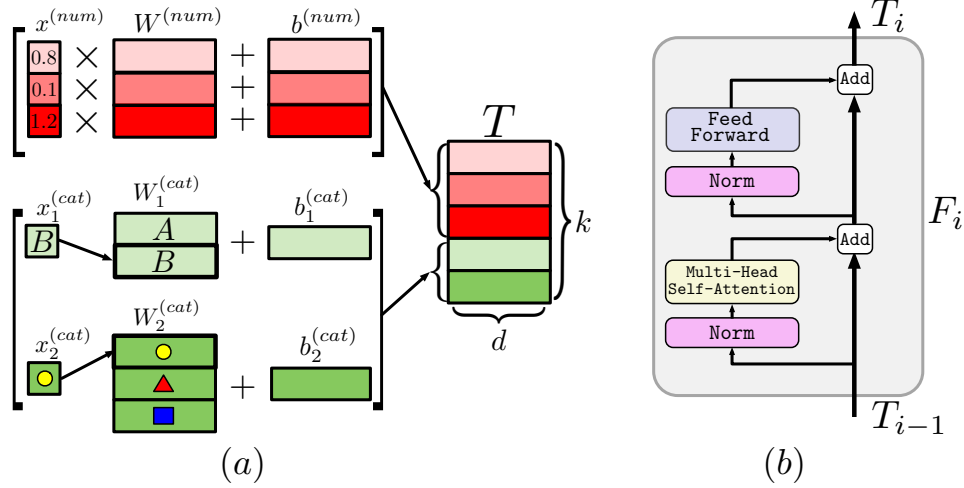 x^(num) W^(num) b^(num)
0.8 × +
0.1 × +
1.2 × +
T
k
d
x_1^(cat) W_1^(cat) b_1^(cat)
B A +
B
x_2^(cat) W_2^(cat) b_2^(cat)
+
(a)
T_i
Add
Feed
Forward
Norm
F_i
Add
Multi-Head
Self-Attention
Norm
T_{i-1}
(b)